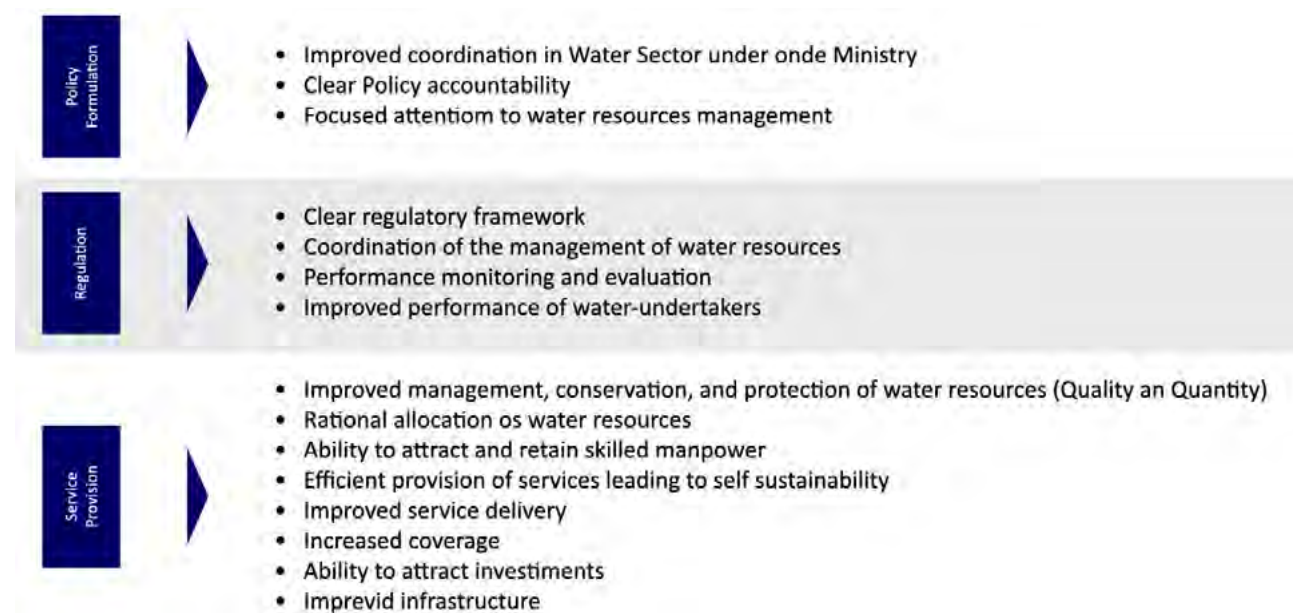 Policy
Formulation
• Improved coordination in Water Sector under onde Ministry
• Clear Policy accountability
• Focused attentiom to water resources management
Regulation
• Clear regulatory framework
• Coordination of the management of water resources
• Performance monitoring and evaluation
• Improved performance of water-undertakers
Service
Provision
• Improved management, conservation, and protection of water resources (Quality an Quantity)
• Rational allocation os water resources
• Ability to attract and retain skilled manpower
• Efficient provision of services leading to self sustainability
• Improved service delivery
• Increased coverage
• Ability to attract investiments
• Imprevid infrastructure